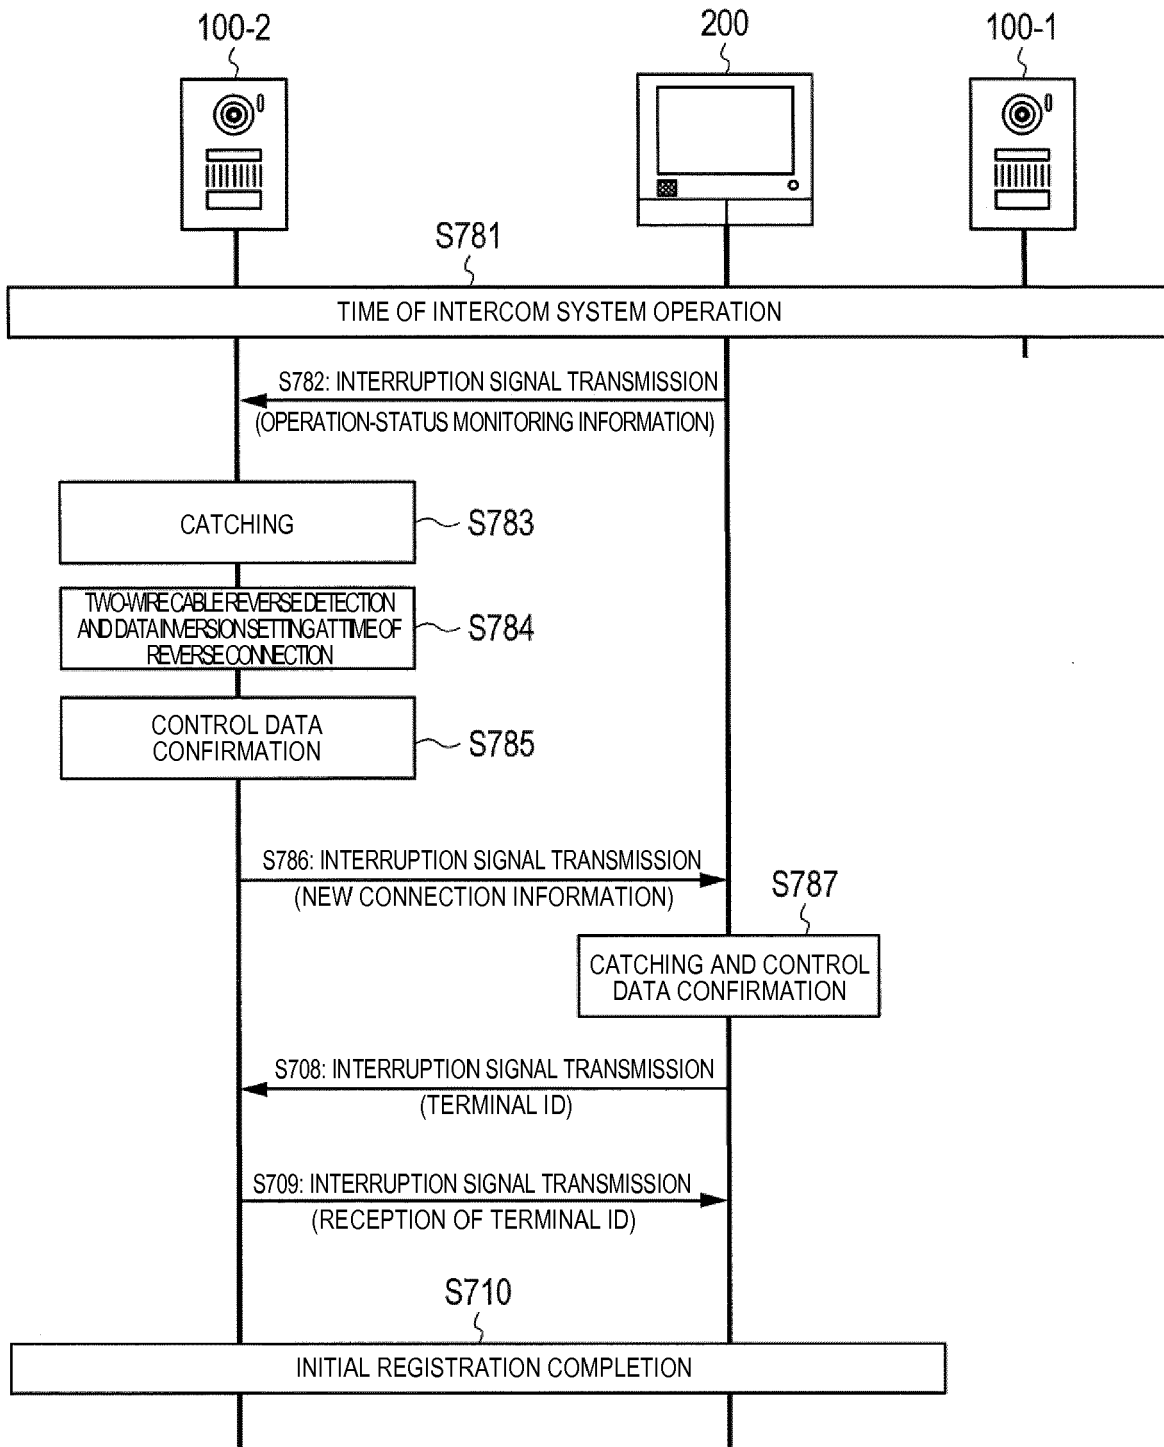 100-2
200
100-1
S781
TIME OF INTERCOM SYSTEM OPERATION
S782: INTERRUPTION SIGNAL TRANSMISSION
(OPERATION-STATUS MONITORING INFORMATION)
CATCHING
S783
TWO-WIRE CABLE REVERSE DETECTION
AND DATA INVERSION SETTING AT TIME OF
REVERSE CONNECTION
S784
CONTROL DATA
CONFIRMATION
S785
S786: INTERRUPTION SIGNAL TRANSMISSION
(NEW CONNECTION INFORMATION)
S787
CATCHING AND CONTROL
DATA CONFIRMATION
S708: INTERRUPTION SIGNAL TRANSMISSION
(TERMINAL ID)
S709: INTERRUPTION SIGNAL TRANSMISSION
(RECEPTION OF TERMINAL ID)
S710
INITIAL REGISTRATION COMPLETION